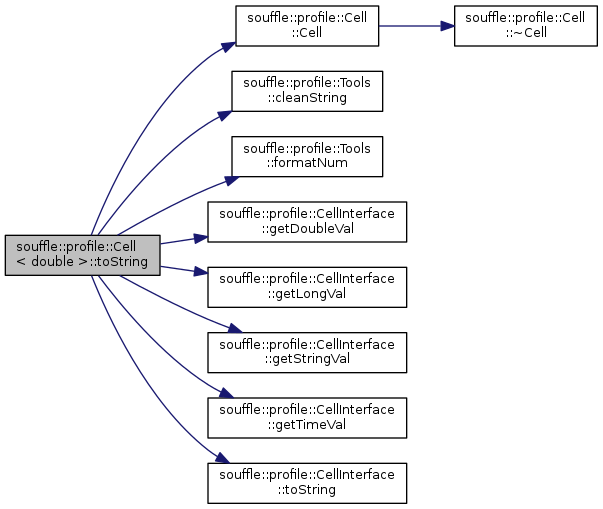 souffle::profile::Cell
::Cell
souffle::profile::Cell
::~Cell
souffle::profile::Tools
::cleanString
souffle::profile::Tools
::formatNum
souffle::profile::CellInterface
::getDoubleVal
souffle::profile::Cell
< double >::toString
souffle::profile::CellInterface
::getLongVal
souffle::profile::CellInterface
::getStringVal
souffle::profile::CellInterface
::getTimeVal
souffle::profile::CellInterface
::toString